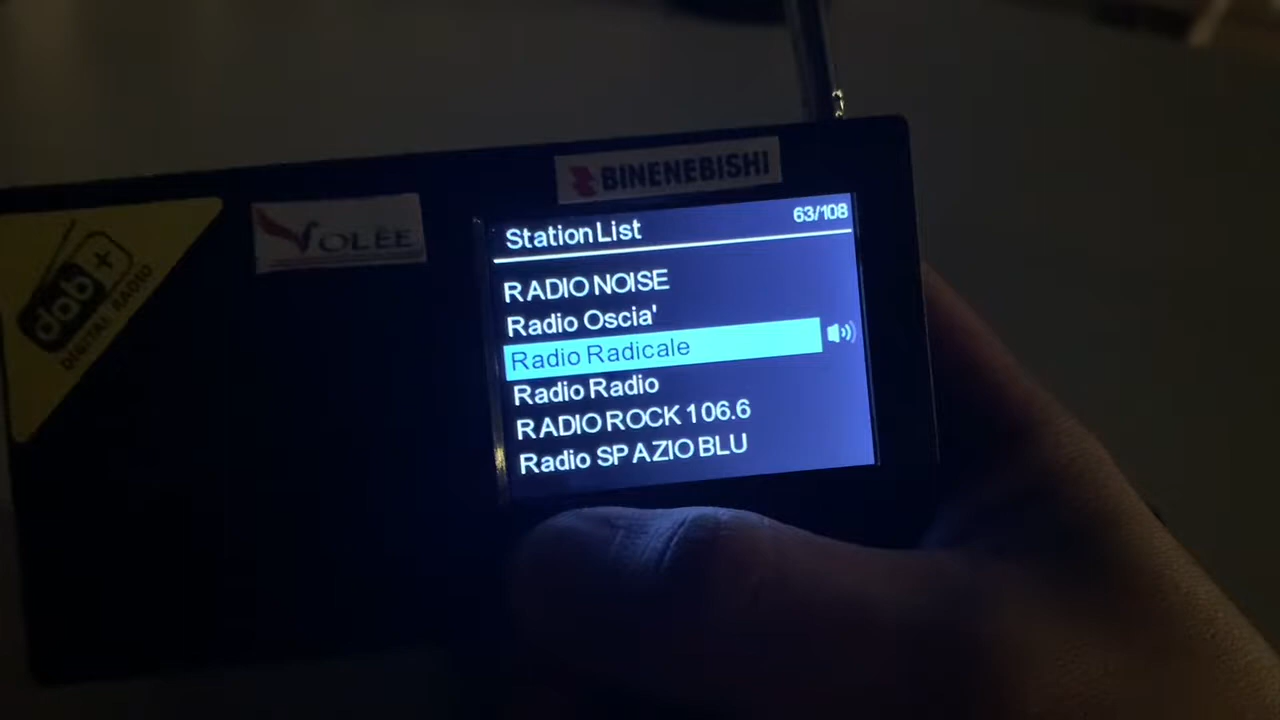 BINENEBISHI
VOLĒE
dab+
DIGITAL RADIO
Station List
63/108
RADIO NOISE
Radio Oscia'
Radio Radicale
Radio Radio
RADIO ROCK 106.6
Radio SPAZIO BLU